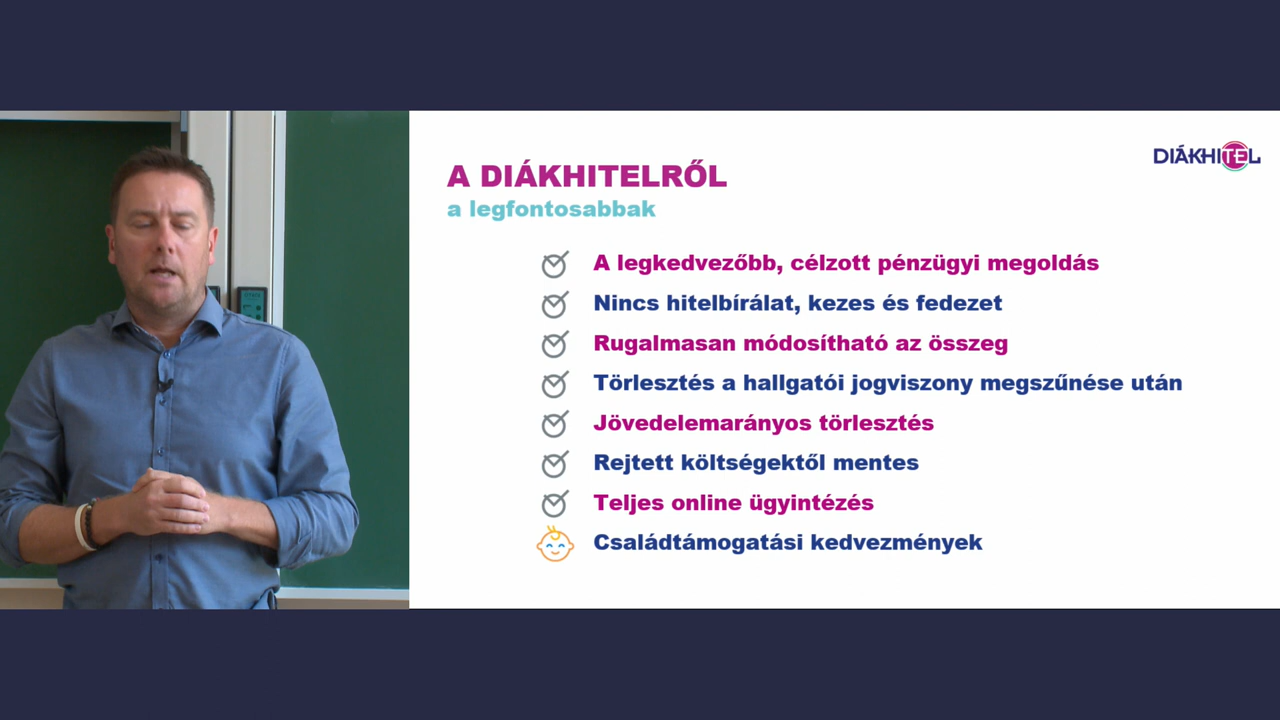 DIÁKHITEL
A DIÁKHITELRŐL
a legfontosabbak
A legkedvezőbb, célzott pénzügyi megoldás
Nincs hitelbírálat, kezes és fedezet
Rugalmasan módosítható az összeg
Törlesztés a hallgatói jogviszony megszűnése után
Jövedelemarányos törlesztés
Rejtett költségektől mentes
Teljes online ügyintézés
Családtámogatási kedvezmények